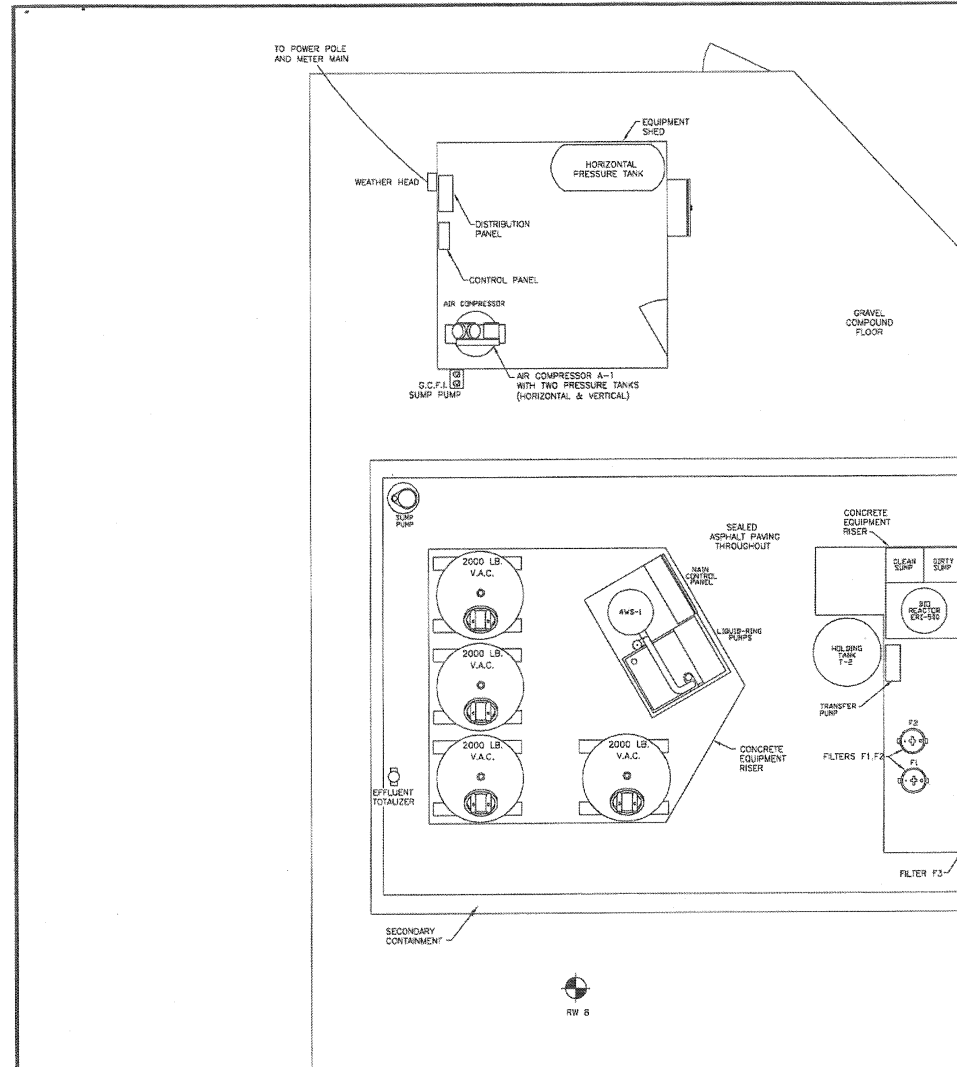 TO POWER POLE
AND METER MAIN
EQUIPMENT
SHED
HORIZONTAL
PRESSURE TANK
WEATHER HEAD
DISTRIBUTION
PANEL
CONTROL PANEL
AIR COMPRESSOR
AIR COMPRESSOR A-1
WITH TWO PRESSURE TANKS
(HORIZONTAL & VERTICAL)
G.C.F.I.
SUMP PUMP
GRAVEL
COMPOUND
FLOOR
SUMP
PUMP
SEALED
ASPHALT PAVING
THROUGHOUT
CONCRETE
EQUIPMENT
RISER
CLEAN
SUMP
DIRTY
SUMP
2000 LB.
V.A.C.
MAIN
CONTROL
PANEL
AWS-1
LIQUID-RING
PUMPS
BIO
REACTOR
HOLDING
TANK
T-2
2000 LB.
V.A.C.
TRANSFER
PUMP
F2
FILTERS F1,F2
F1
2000 LB.
V.A.C.
2000 LB.
V.A.C.
CONCRETE
EQUIPMENT
RISER
EFFLUENT
TOTALIZER
FILTER F3
SECONDARY
CONTAINMENT
RW 8